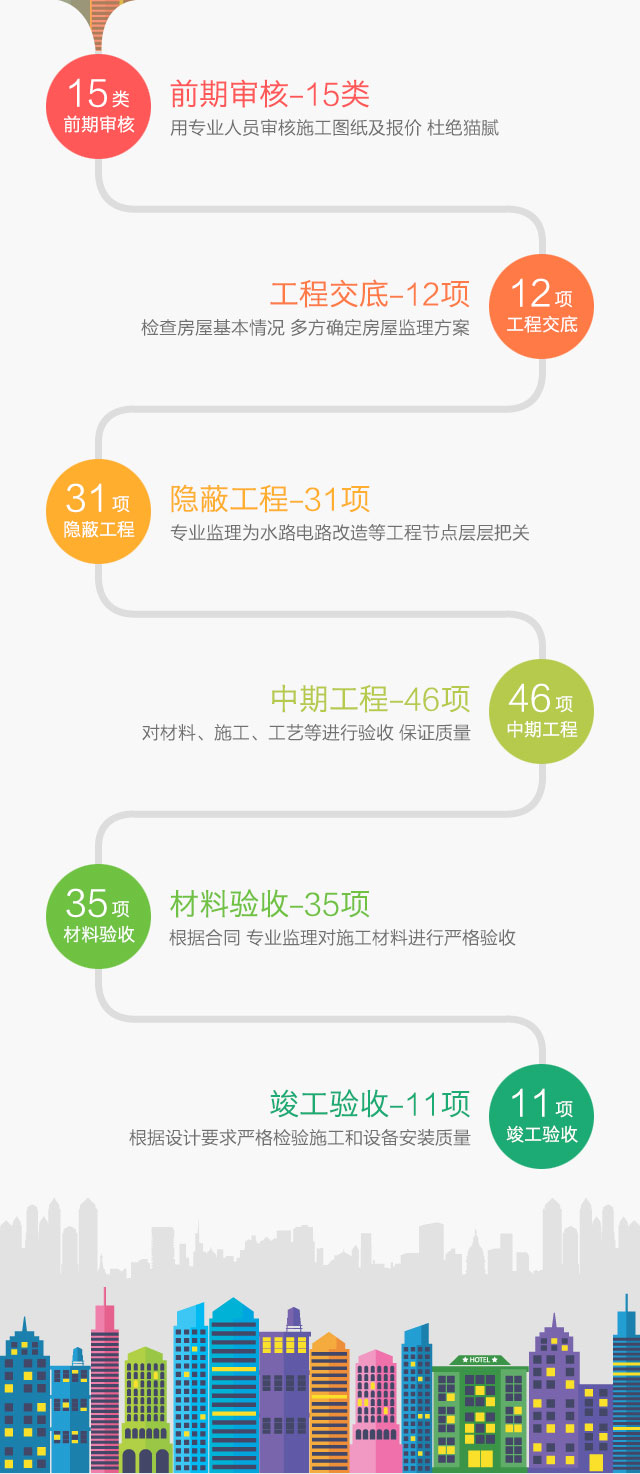 15类
前期审核
前期审核-15类
用专业人员审核施工图纸及报价 杜绝猫腻
工程交底-12项
检查房屋基本情况 多方确定房屋监理方案
12项
工程交底
31项
隐蔽工程
隐蔽工程-31项
专业监理为水路电路改造等工程节点层层把关
中期工程-46项
对材料、施工、工艺等进行验收 保证质量
46项
中期工程
35项
材料验收
材料验收-35项
根据合同 专业监理对施工材料进行严格验收
竣工验收-11项
根据设计要求严格检验施工和设备安装质量
11项
竣工验收
★HOTEL★